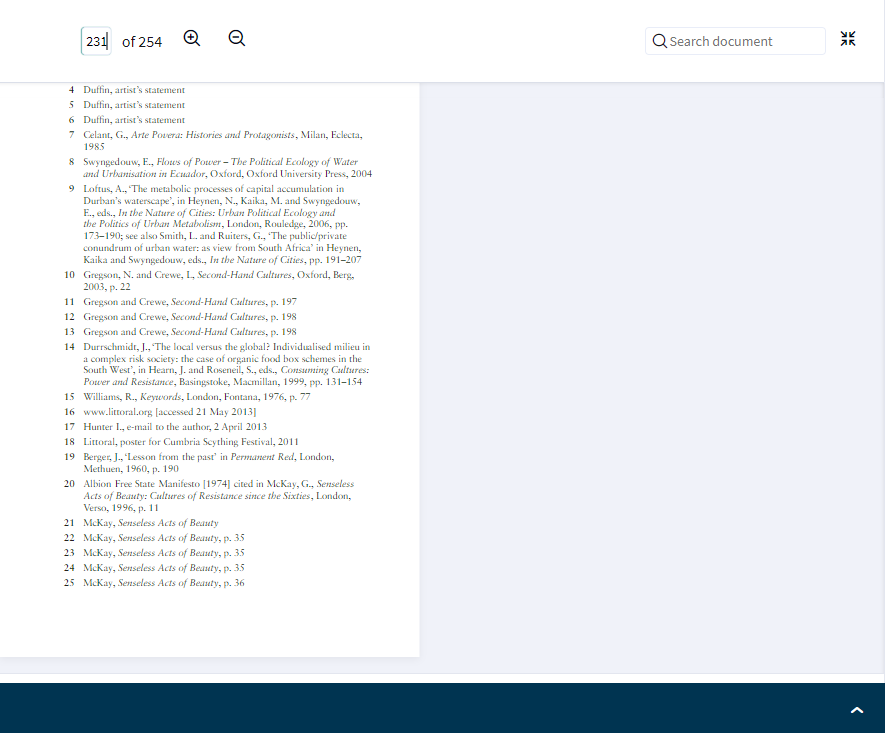 231 of 254
Search document
4 Duffin, artist's statement
5 Duffin, artist's statement
6 Duffin, artist's statement
7 Celant, G., Arte Povera: Histories and Protagonists, Milan, Eclecta,
1985
8 Swyngedouw, E., Flows of Power – The Political Ecology of Water
and Urbanisation in Ecuador, Oxford, Oxford University Press, 2004
9 Loftus, A., 'The metabolic processes of capital accumulation in
Durban's waterscape', in Heynen, N., Kaika, M. and Swyngedouw,
E., eds., In the Nature of Cities: Urban Political Ecology and
the Politics of Urban Metabolism, London, Rouledge, 2006, pp.
173–190; see also Smith, L. and Ruiters, G., 'The public/private
conundrum of urban water: as view from South Africa' in Heynen,
Kaika and Swyngedouw, eds., In the Nature of Cities, pp. 191–207
10 Gregson, N. and Crewe, I., Second-Hand Cultures, Oxford, Berg,
2003, p. 22
11 Gregson and Crewe, Second-Hand Cultures, p. 197
12 Gregson and Crewe, Second-Hand Cultures, p. 198
13 Gregson and Crewe, Second-Hand Cultures, p. 198
14 Durrschmidt, J., 'The local versus the global? Individualised milieu in
a complex risk society: the case of organic food box schemes in the
South West', in Hearn, J. and Roseneil, S., eds., Consuming Cultures:
Power and Resistance, Basingstoke, Macmillan, 1999, pp. 131–154
15 Williams, R., Keywords, London, Fontana, 1976, p. 77
16 www.littoral.org [accessed 21 May 2013]
17 Hunter I., e-mail to the author, 2 April 2013
18 Littoral, poster for Cumbria Scything Festival, 2011
19 Berger, J., 'Lesson from the past' in Permanent Red, London,
Methuen, 1960, p. 190
20 Albion Free State Manifesto [1974] cited in McKay, G., Senseless
Acts of Beauty: Cultures of Resistance since the Sixties, London,
Verso, 1996, p. 11
21 McKay, Senseless Acts of Beauty
22 McKay, Senseless Acts of Beauty, p. 35
23 McKay, Senseless Acts of Beauty, p. 35
24 McKay, Senseless Acts of Beauty, p. 35
25 McKay, Senseless Acts of Beauty, p. 36